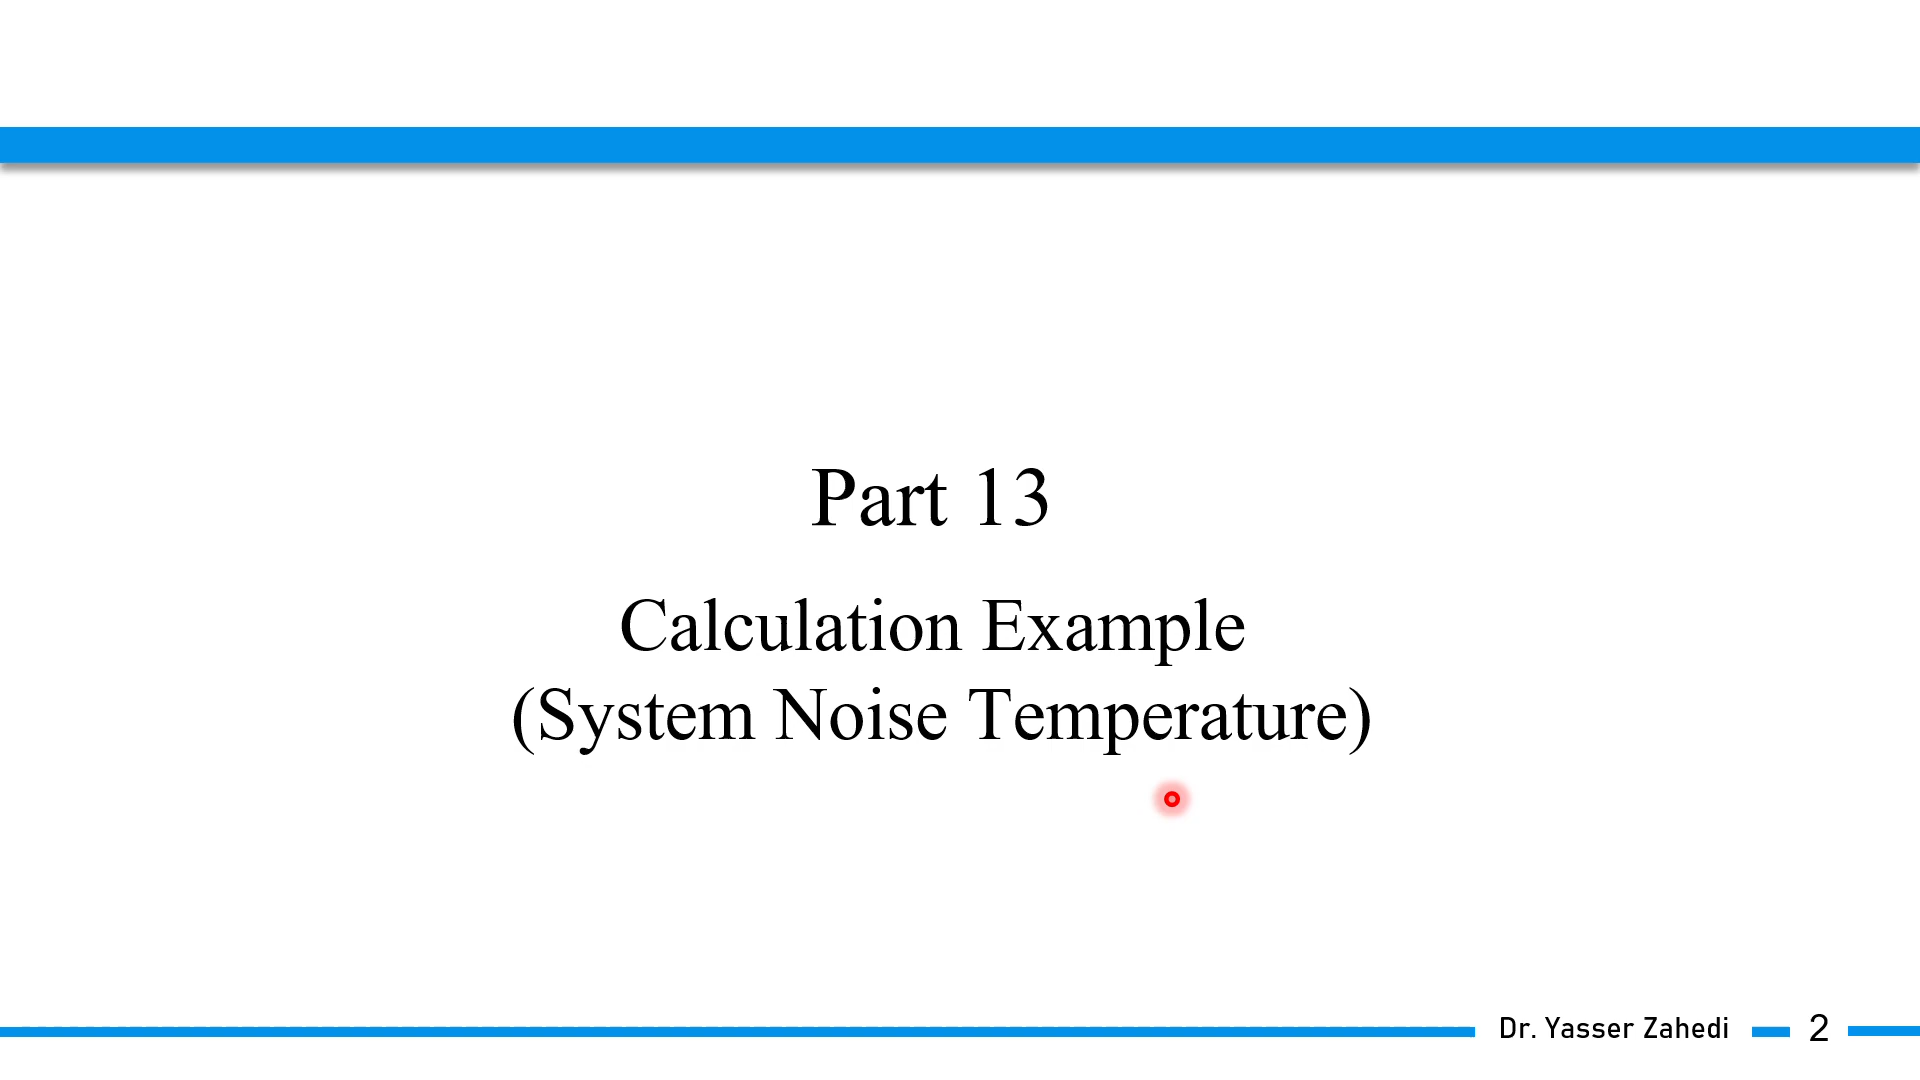 Part 13
Calculation Example
(System Noise Temperature)
Dr. Yasser Zahedi
2